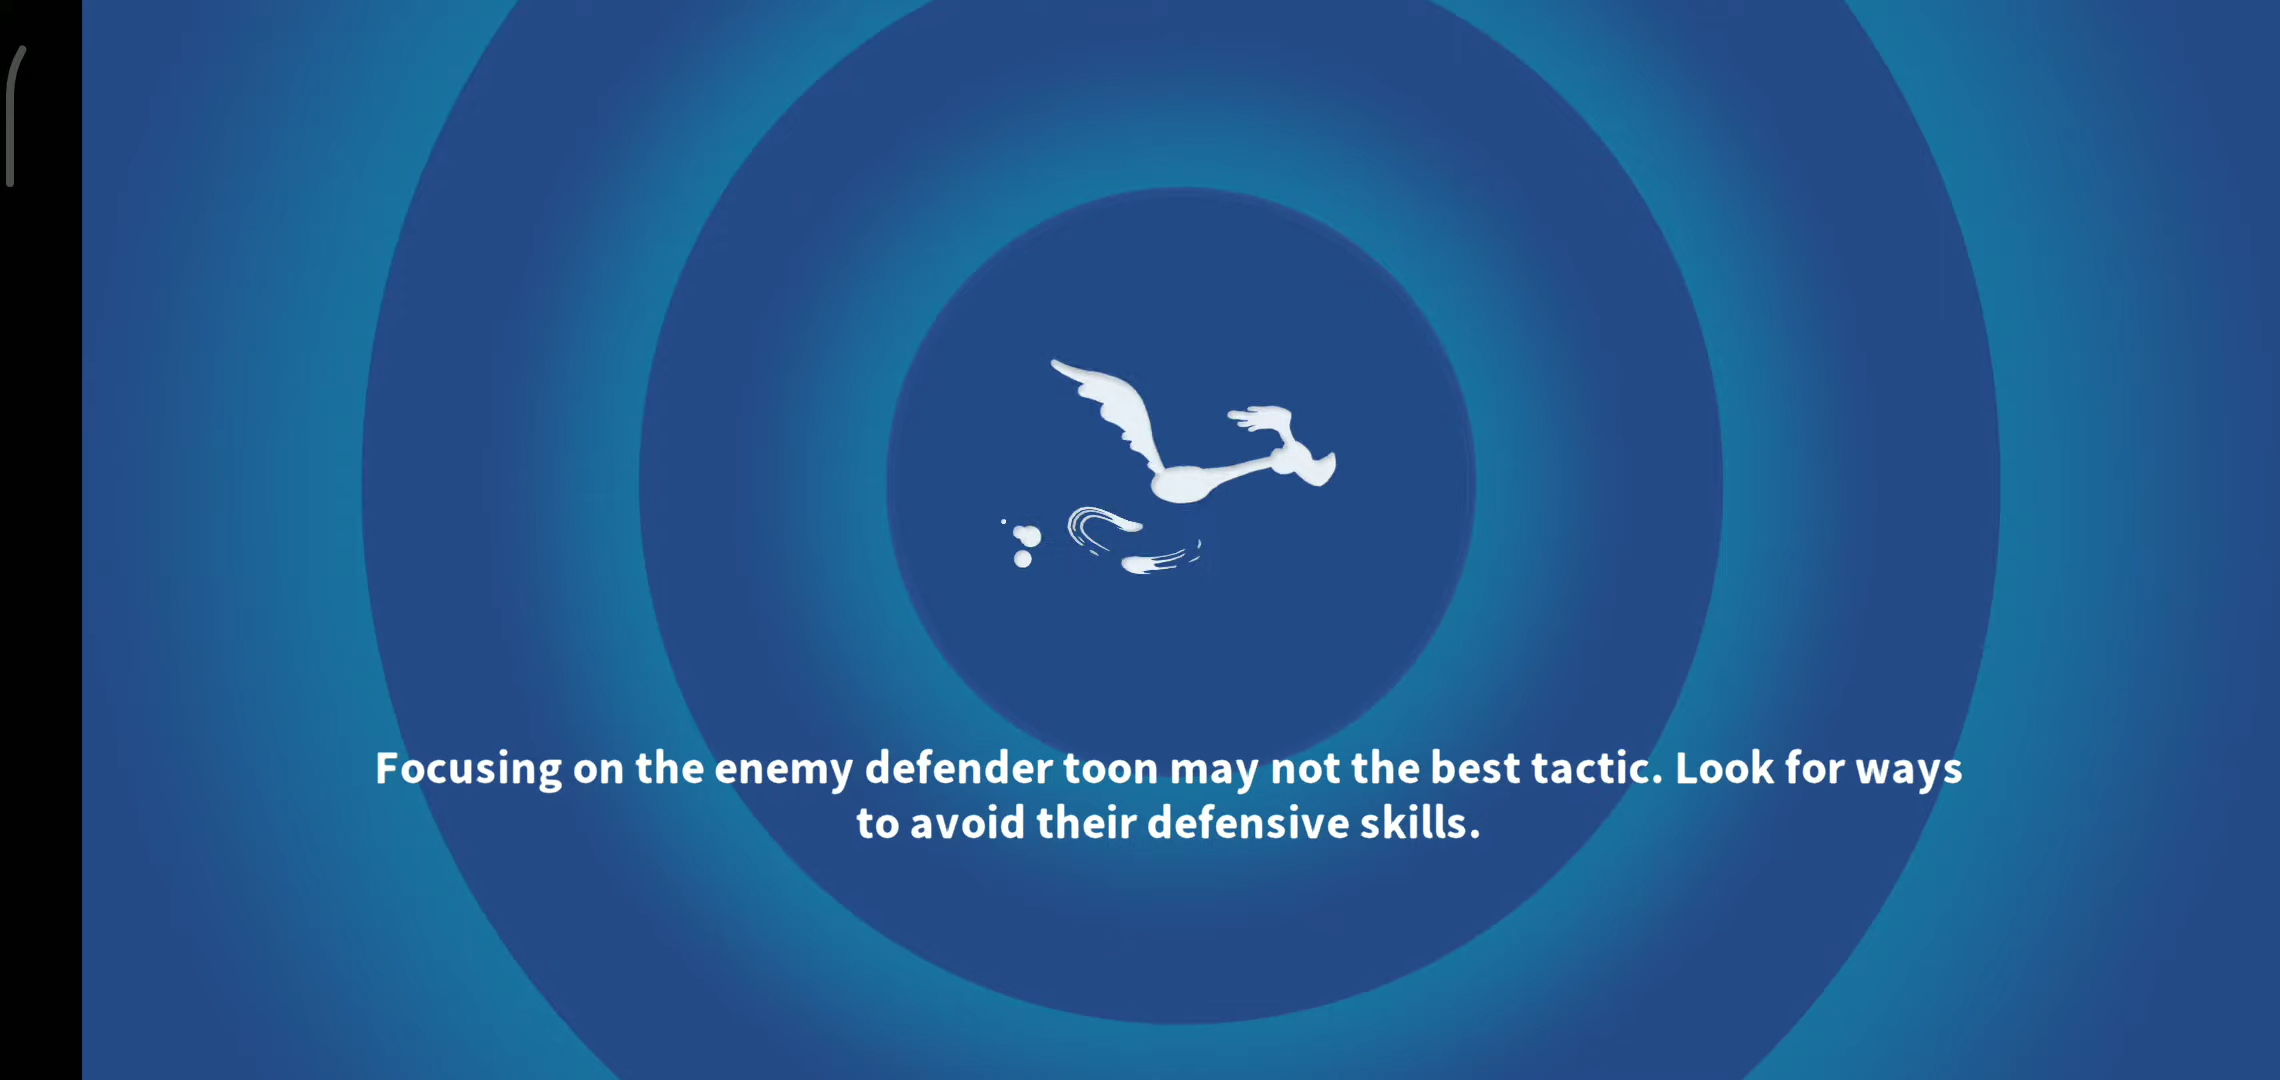 Focusing on the enemy defender toon may not the best tactic. Look for ways
to avoid their defensive skills.